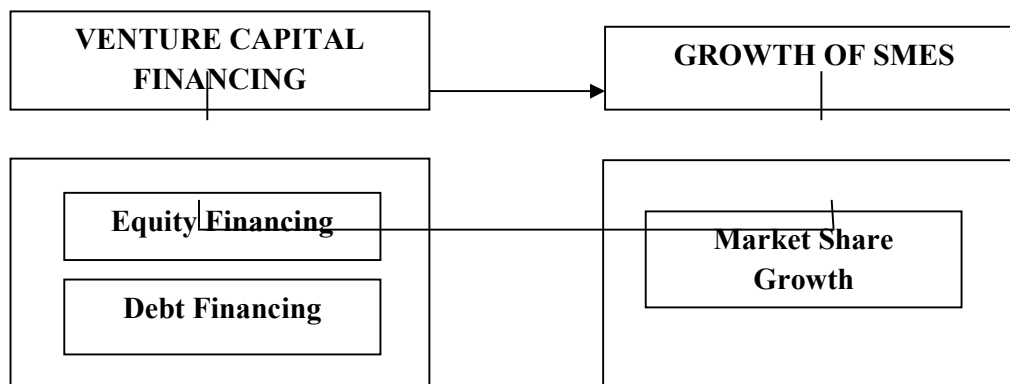 VENTURE CAPITAL
FINANCING
GROWTH OF SMES
Equity Financing
Market Share
Growth
Debt Financing